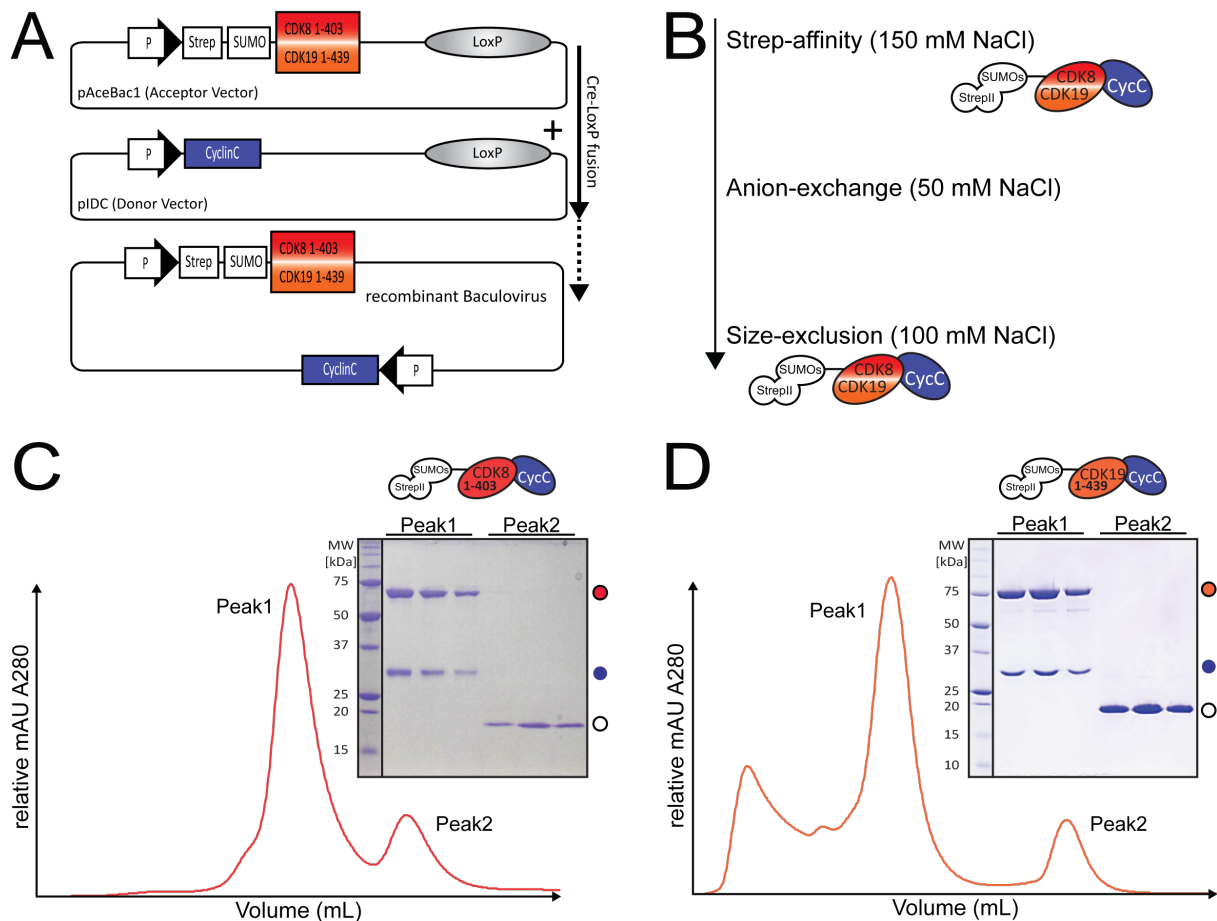 A
P
Strep
SUMO
CDK8 1-403
CDK19 1-439
LoxP
pAceBac1 (Acceptor Vector)
+
Cre-LoxP fusion
P
CyclinC
LoxP
pIDC (Donor Vector)
P
Strep
SUMO
CDK8 1-403
CDK19 1-439
recombinant Baculovirus
CyclinC
P
B
Strep-affinity (150 mM NaCl)
StrepII
SUMOs
CDK8
CDK19
CycC
Anion-exchange (50 mM NaCl)
Size-exclusion (100 mM NaCl)
StrepII
SUMOs
CDK8
CDK19
CycC
C
SUMOs
StrepII
CDK8
1-403
CycC
Peak1
Peak2
MW
[kDa]
75
50
37
25
20
15
Peak1
Peak2
relative mAU A280
Volume (mL)
D
SUMOs
StrepII
CDK19
1-439
CycC
Peak1
Peak2
MW
[kDa]
75
50
37
25
20
15
10
Peak1
Peak2
relative mAU A280
Volume (mL)